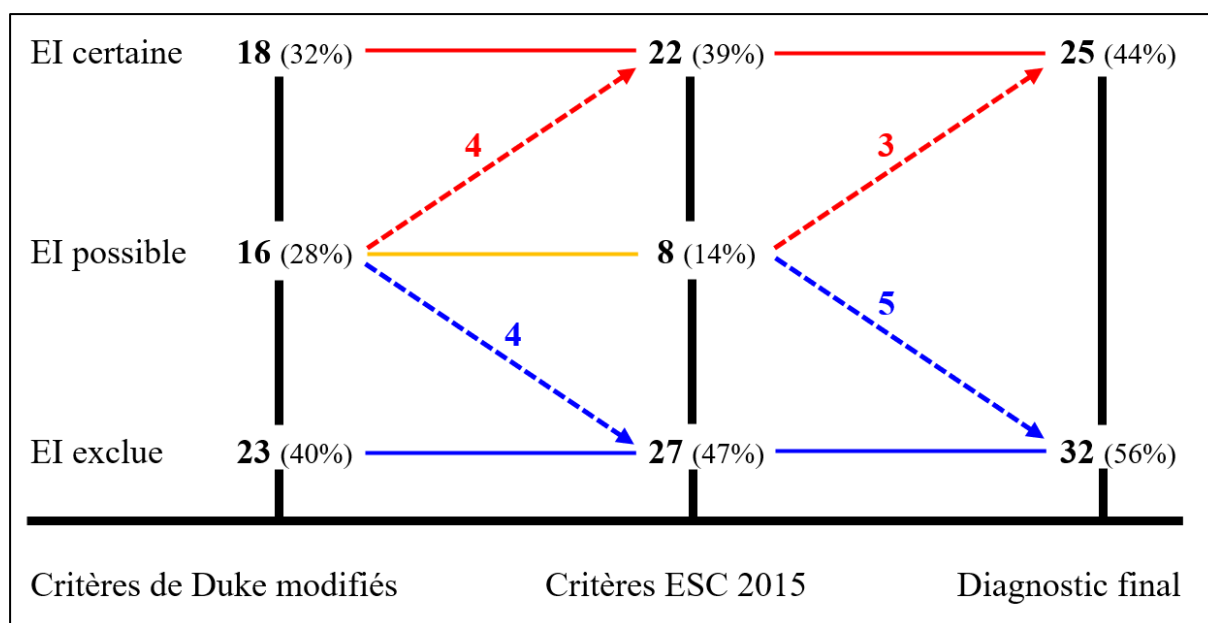 EI certaine 18 (32%) 22 (39%) 25 (44%)
4 3
EI possible 16 (28%) 8 (14%)
4 5
EI exclue 23 (40%) 27 (47%) 32 (56%)
Critères de Duke modifiés Critères ESC 2015 Diagnostic final